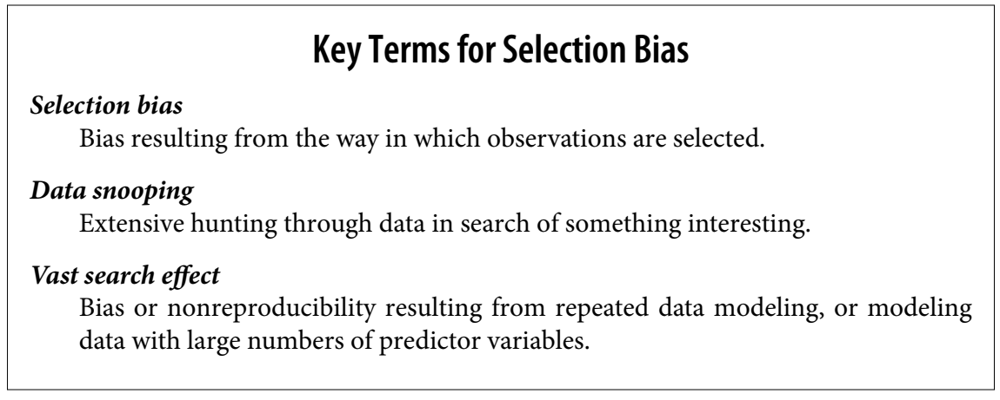 Key Terms for Selection Bias
Selection bias
Bias resulting from the way in which observations are selected.
Data snooping
Extensive hunting through data in search of something interesting.
Vast search effect
Bias or nonreproducibility resulting from repeated data modeling, or modeling
data with large numbers of predictor variables.